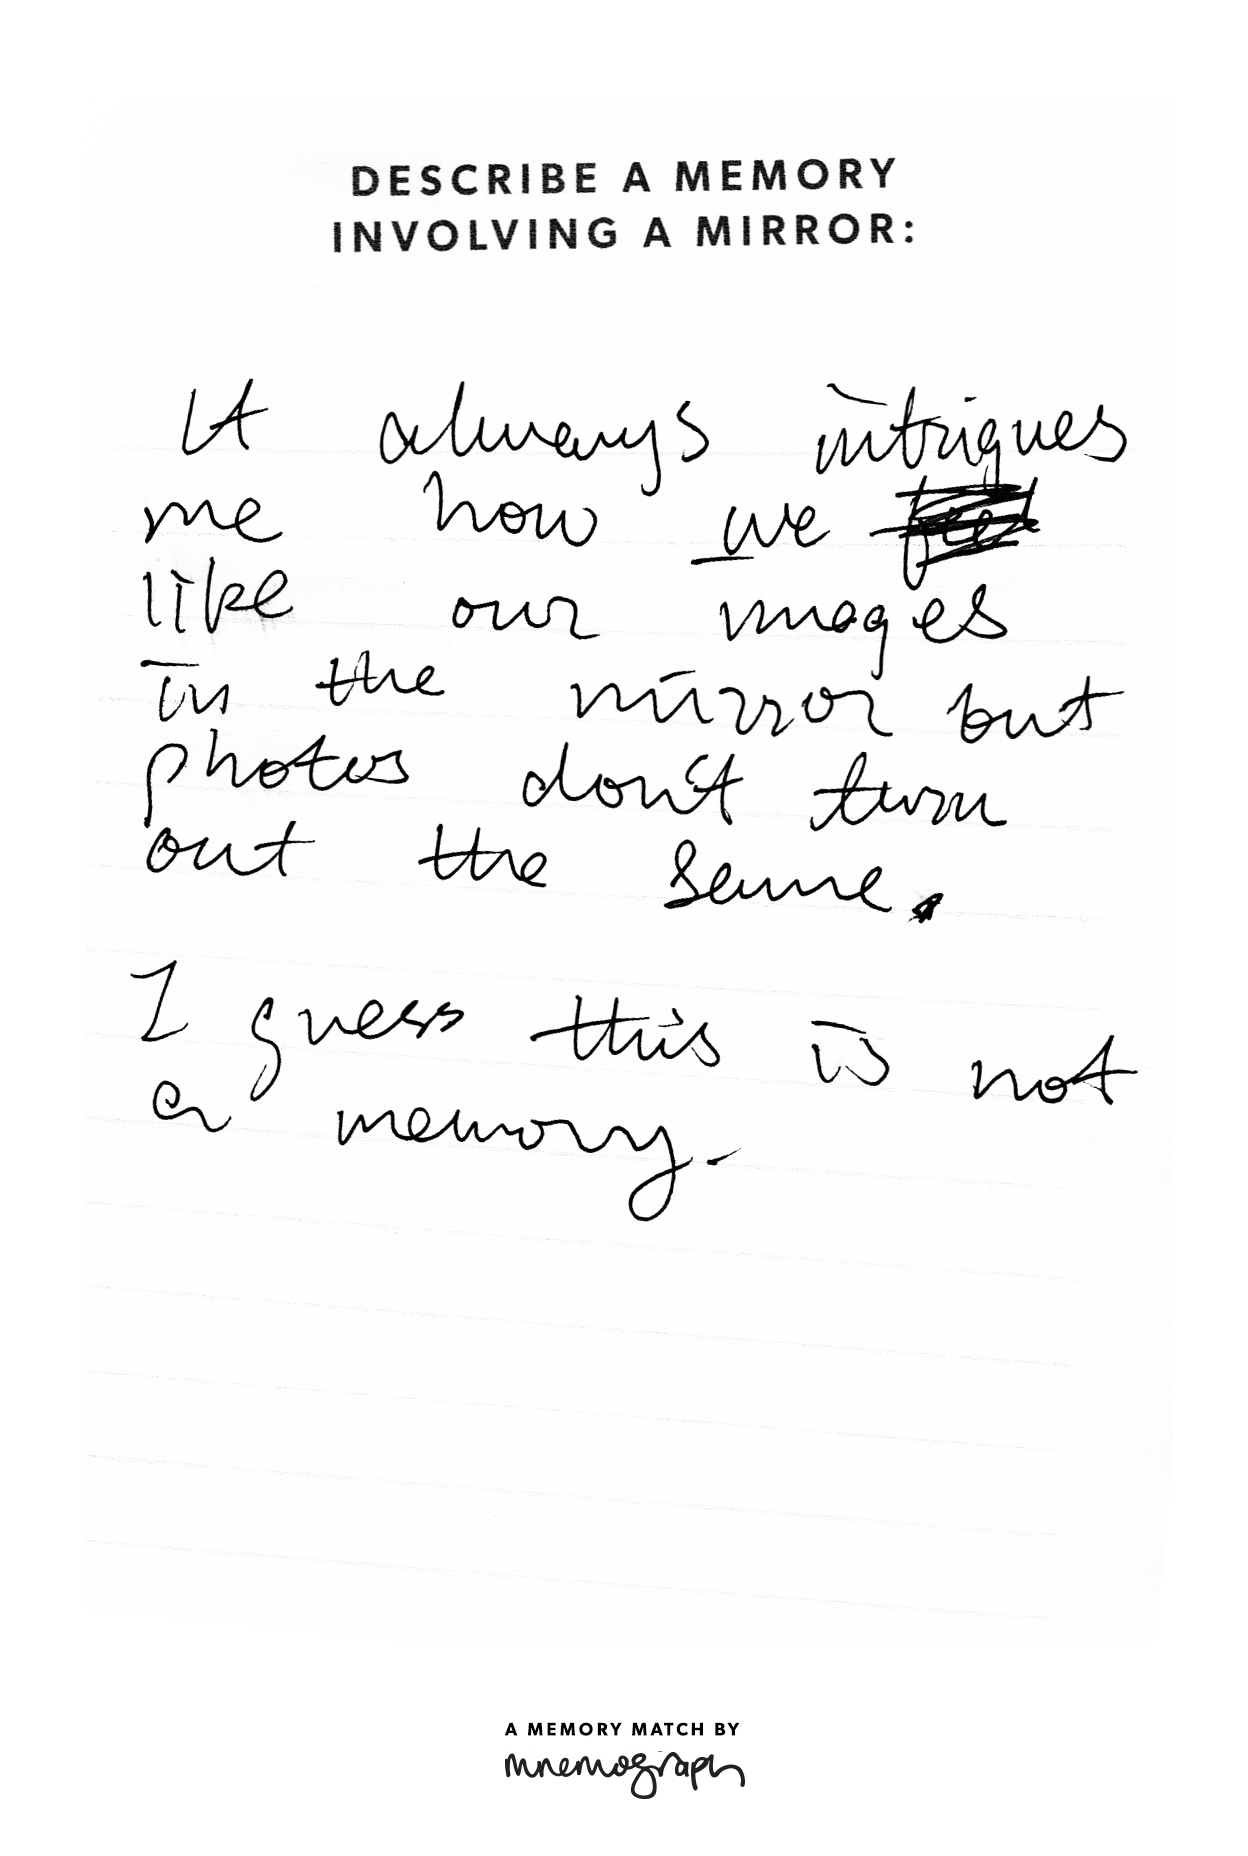 DESCRIBE A MEMORY
INVOLVING A MIRROR:
It always intrigues
me how we
like our images
in the mirror but
photos don't turn
out the same.
I guess this is not
a memory.
A MEMORY MATCH BY
mnemograph